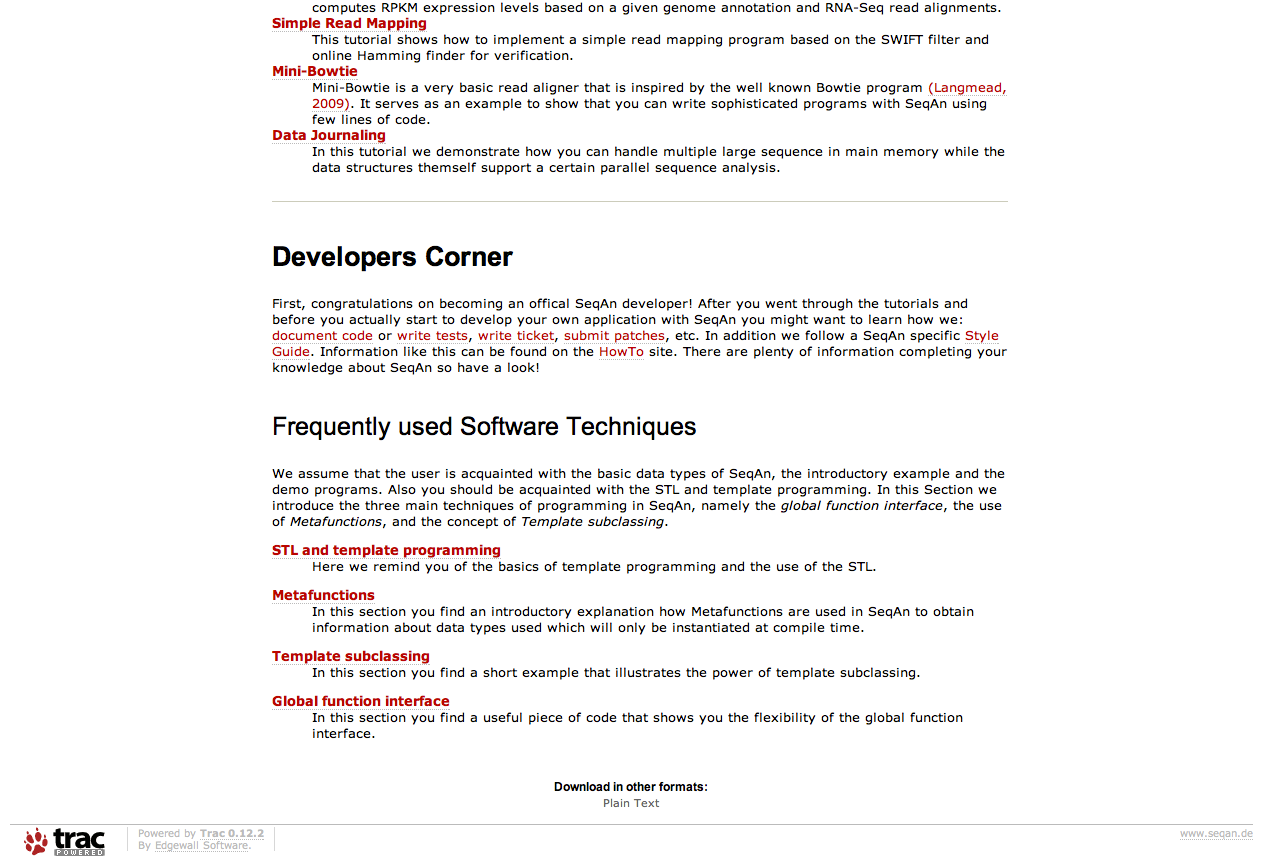 computes RPKM expression levels based on a given genome annotation and RNA-Seq read alignments.
Simple Read Mapping
This tutorial shows how to implement a simple read mapping program based on the SWIFT filter and
online Hamming finder for verification.
Mini-Bowtie
Mini-Bowtie is a very basic read aligner that is inspired by the well known Bowtie program (Langmead,
2009). It serves as an example to show that you can write sophisticated programs with SeqAn using
few lines of code.
Data Journaling
In this tutorial we demonstrate how you can handle multiple large sequence in main memory while the
data structures themself support a certain parallel sequence analysis.
Developers Corner
First, congratulations on becoming an offical SeqAn developer! After you went through the tutorials and
before you actually start to develop your own application with SeqAn you might want to learn how we:
document code or write tests, write ticket, submit patches, etc. In addition we follow a SeqAn specific Style
Guide. Information like this can be found on the HowTo site. There are plenty of information completing your
knowledge about SeqAn so have a look!
Frequently used Software Techniques
We assume that the user is acquainted with the basic data types of SeqAn, the introductory example and the
demo programs. Also you should be acquainted with the STL and template programming. In this Section we
introduce the three main techniques of programming in SeqAn, namely the global function interface, the use
of Metafunctions, and the concept of Template subclassing.
STL and template programming
Here we remind you of the basics of template programming and the use of the STL.
Metafunctions
In this section you find an introductory explanation how Metafunctions are used in SeqAn to obtain
information about data types used which will only be instantiated at compile time.
Template subclassing
In this section you find a short example that illustrates the power of template subclassing.
Global function interface
In this section you find a useful piece of code that shows you the flexibility of the global function
interface.
Download in other formats:
Plain Text
trac
POWERED
Powered by Trac 0.12.2
By Edgewall Software.
www.seqan.de